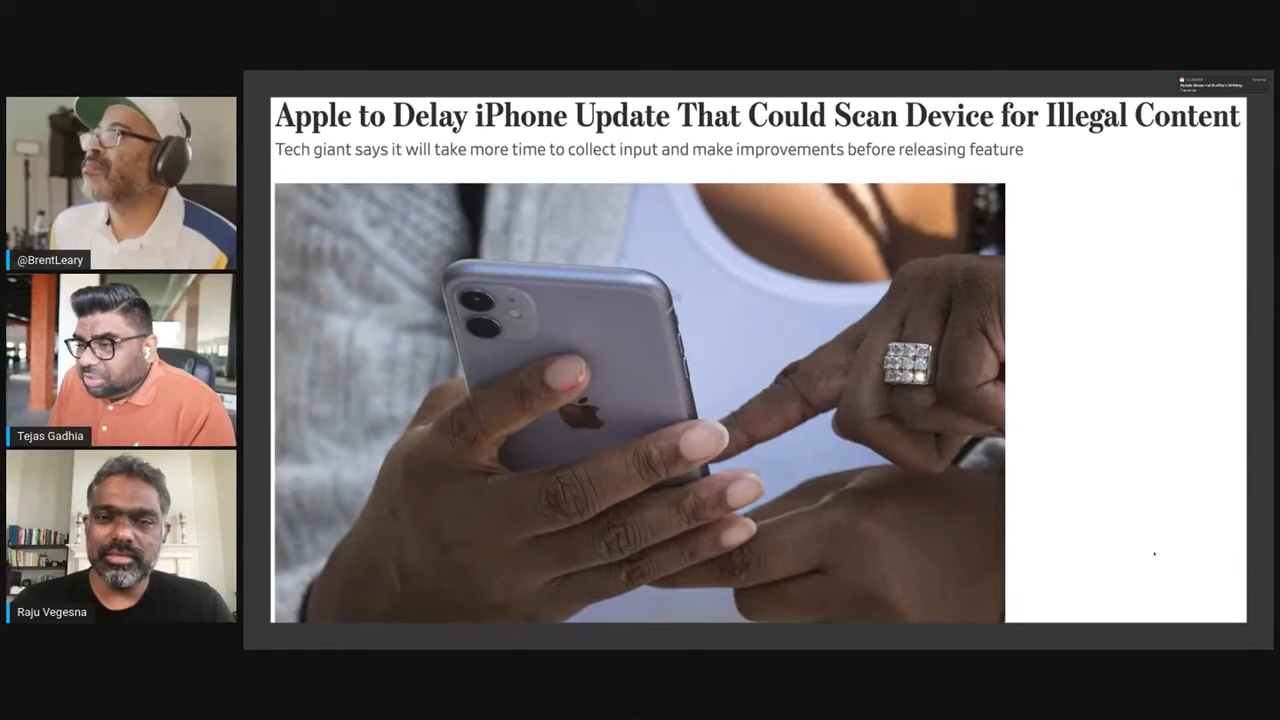 Apple to Delay iPhone Update That Could Scan Device for Illegal Content
Tech giant says it will take more time to collect input and make improvements before releasing feature
@BrentLeary
Tejas Gadhia
Raju Vegesna